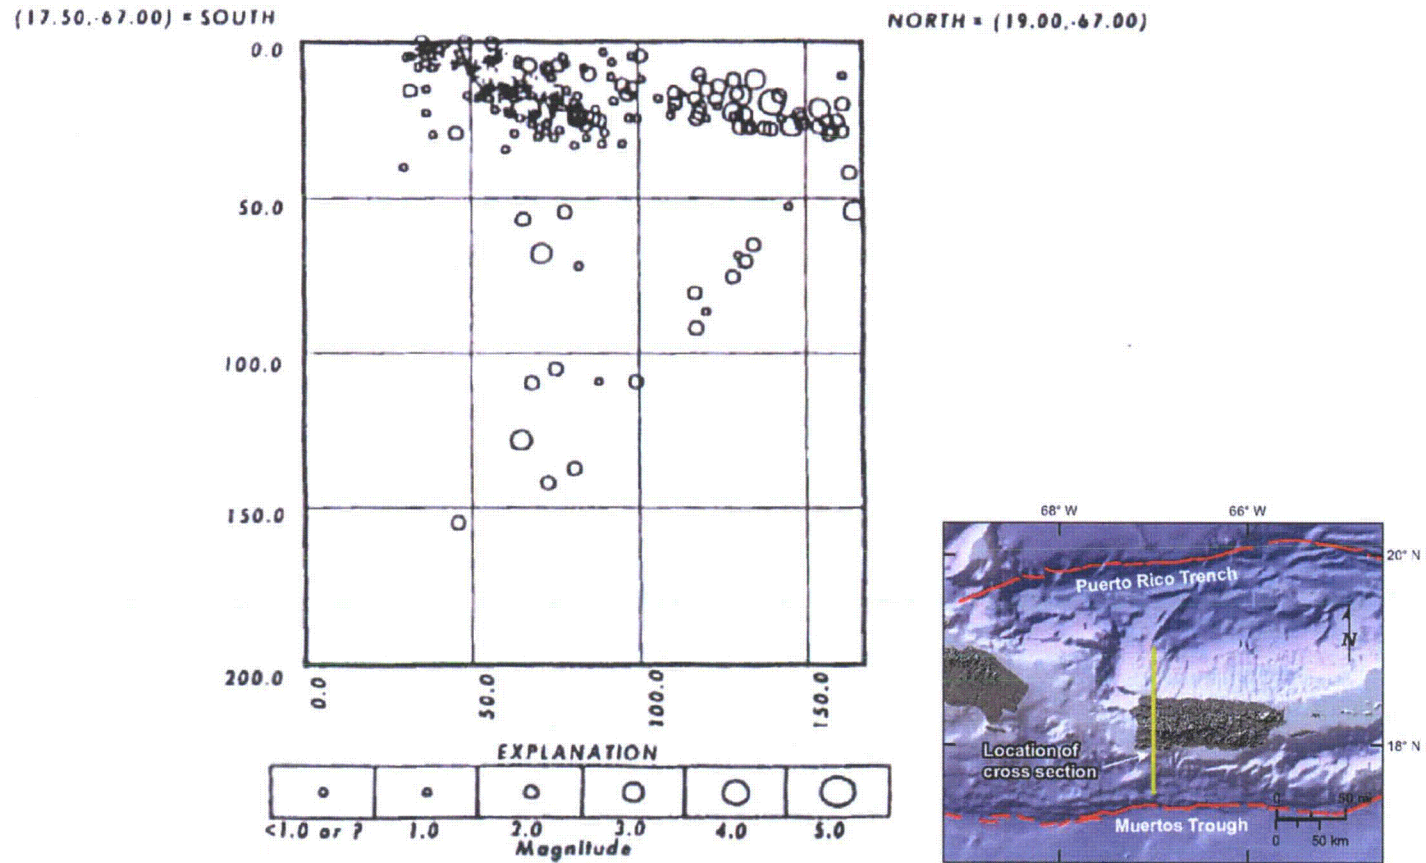 (17.50,-67.00) = SOUTH
NORTH = (19.00,-67.00)
0.0
50.0
100.0
150.0
200.0
0.0
50.0
100.0
150.0
EXPLANATION
<1.0 or ?
1.0
2.0
3.0
4.0
5.0
Magnitude
68° W
66° W
20° N
Puerto Rico Trench
N
18° N
Location of
cross section
Muertos Trough
0
0
50 km